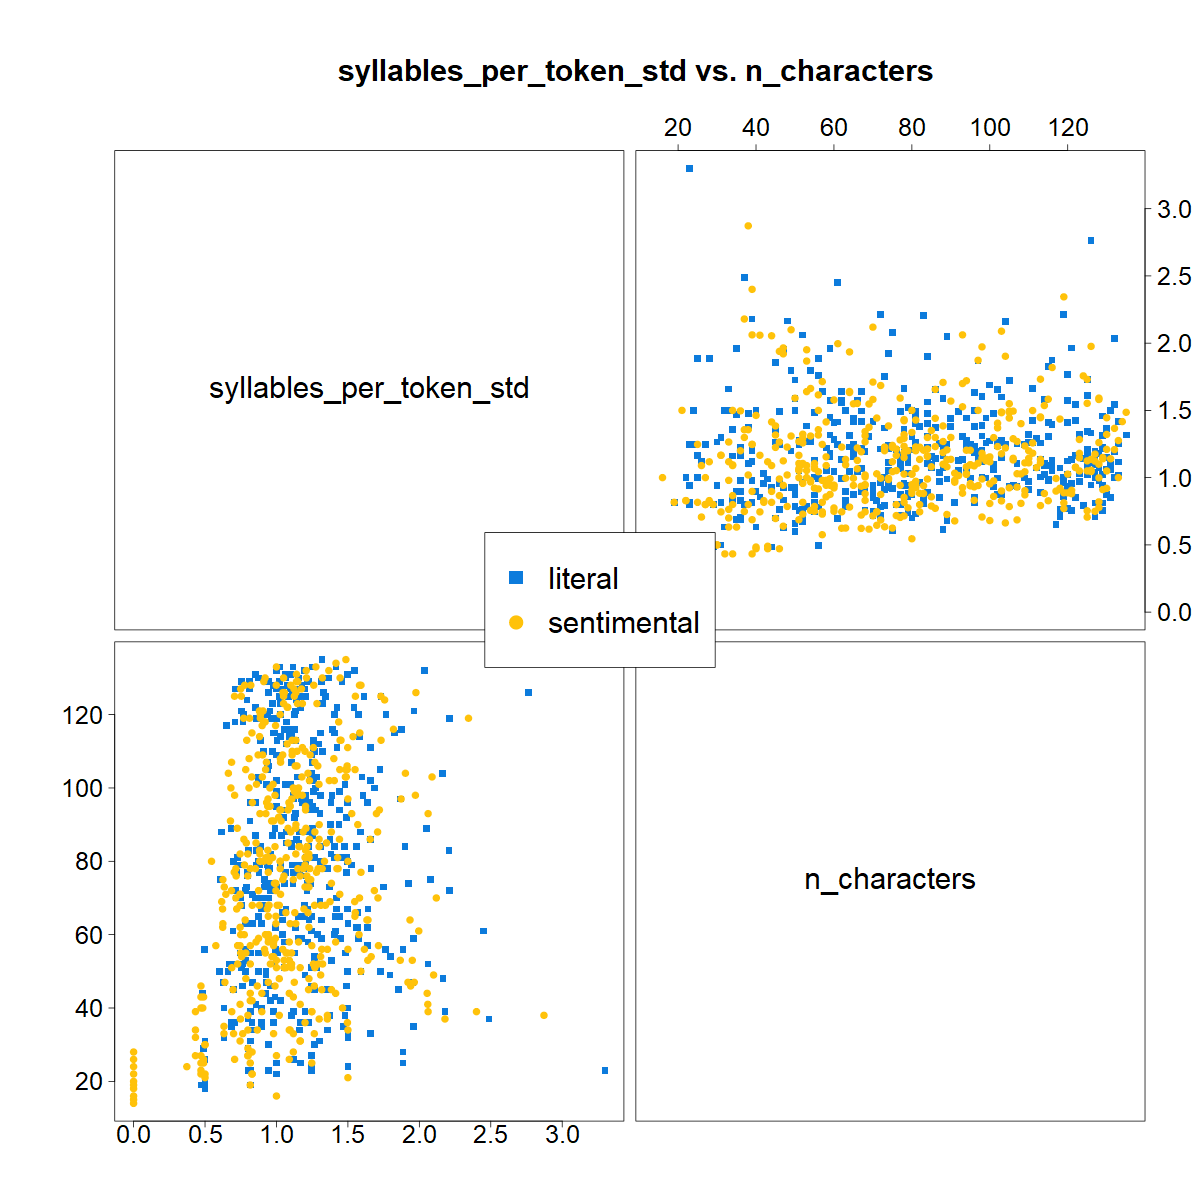 syllables_per_token_std vs. n_characters
20 40 60 80 100 120
syllables_per_token_std
3.0
2.5
2.0
1.5
1.0
0.5
0.0
literal
sentimental
120
100
80
60
40
20
n_characters
0.0 0.5 1.0 1.5 2.0 2.5 3.0